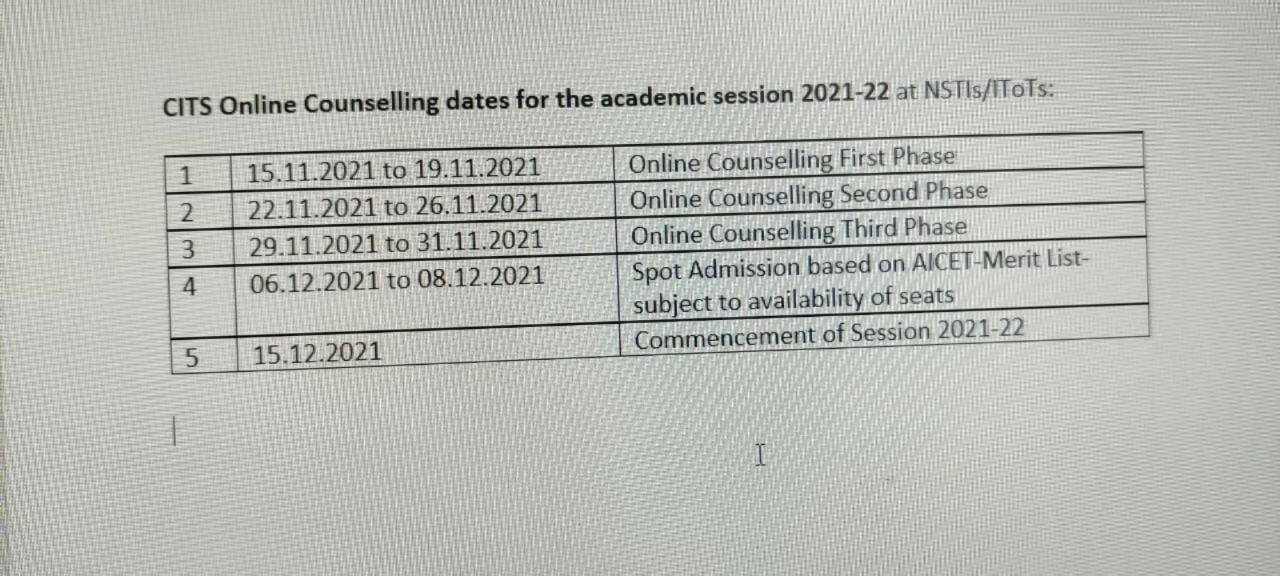 CITS Online Counselling dates for the academic session 2021-22 at NSTIs/IToTs:
1 15.11.2021 to 19.11.2021 Online Counselling First Phase
2 22.11.2021 to 26.11.2021 Online Counselling Second Phase
3 29.11.2021 to 31.11.2021 Online Counselling Third Phase
4 06.12.2021 to 08.12.2021 Spot Admission based on AICET-Merit List-
subject to availability of seats
5 15.12.2021 Commencement of Session 2021-22